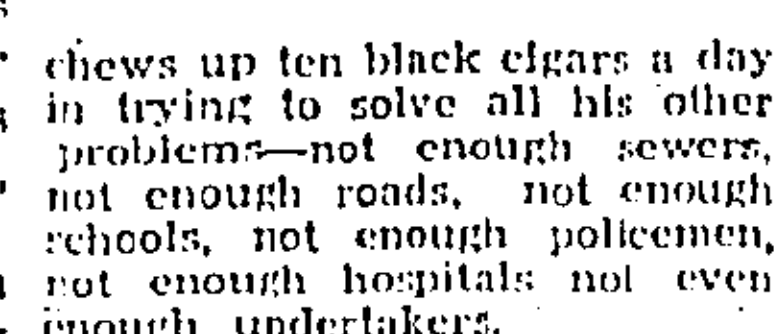 chews up ten black cigars a day
in trying to solve all his other
problems—not enough sewers,
not enough roads, not enough
schools, not enough policemen,
not enough hospitals not even
enough undertakers.